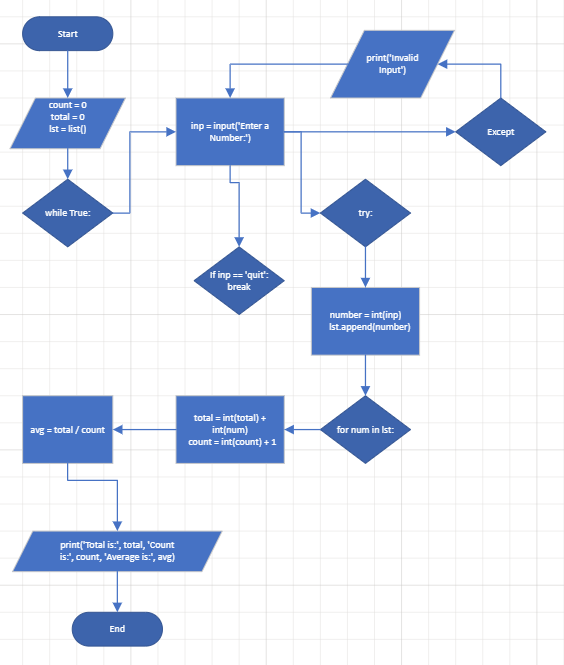 Start
count = 0
total = 0
lst = list()
while True:
inp = input('Enter a
Number:')
If inp == 'quit':
break
print('Invalid
Input')
Except
try:
number = int(inp)
lst.append(number)
for num in lst:
total = int(total) +
int(num)
count = int(count) + 1
avg = total / count
print('Total is:', total, 'Count
is:', count, 'Average is:', avg)
End